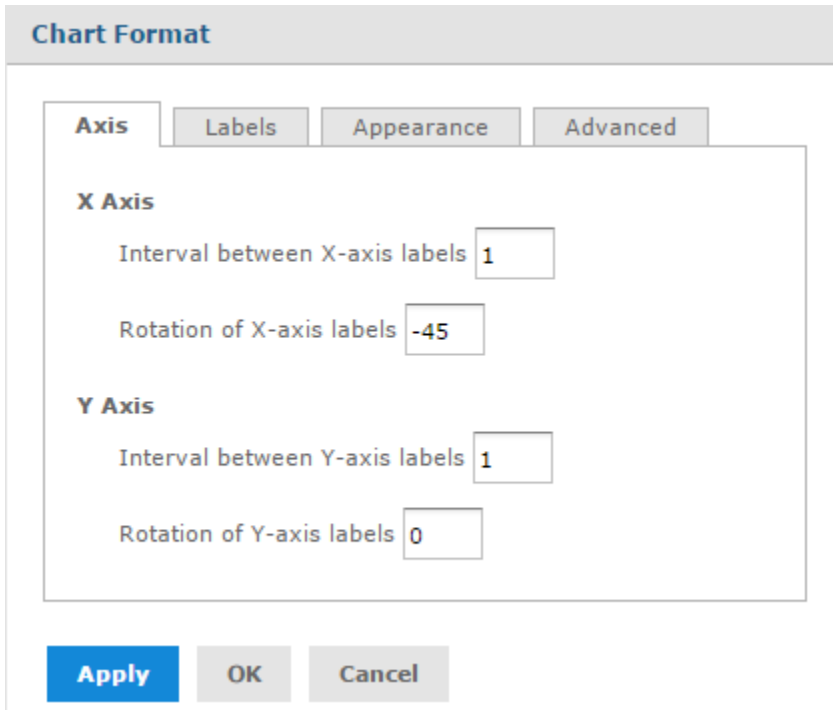 Chart Format
Axis Labels Appearance Advanced
X Axis
Interval between X-axis labels 1
Rotation of X-axis labels -45
Y Axis
Interval between Y-axis labels 1
Rotation of Y-axis labels 0
Apply OK Cancel